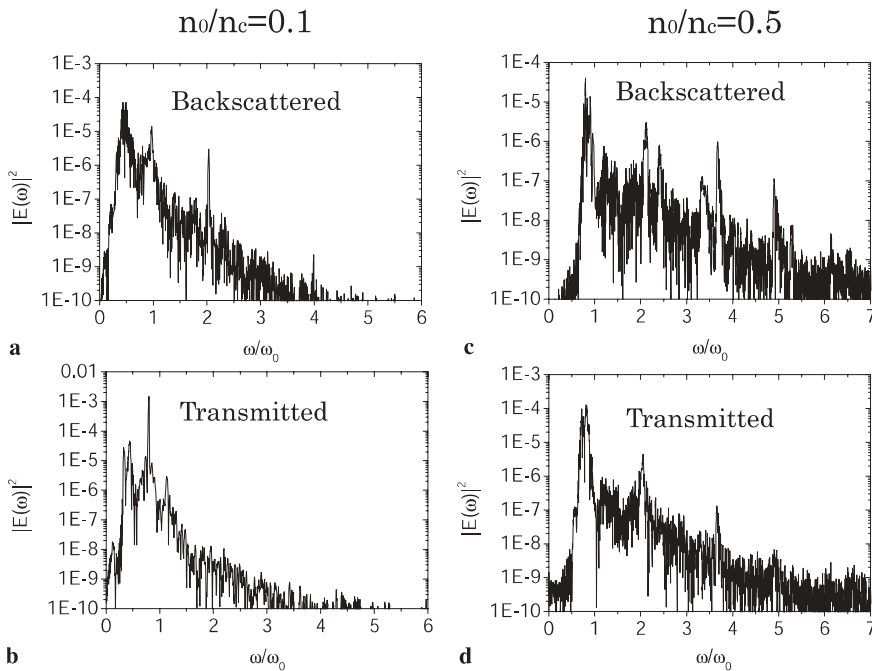 n₀/n_c=0.1
n₀/n_c=0.5
1E-3
1E-4
1E-5
1E-6
1E-7
1E-8
1E-9
1E-10
|E(ω)|²
Backscattered
0 1 2 3 4 5 6
ω/ω₀
a
1E-4
1E-5
1E-6
1E-7
1E-8
1E-9
1E-10
|E(ω)|²
Backscattered
0 1 2 3 4 5 6 7
ω/ω₀
c
0.01
1E-3
1E-4
1E-5
1E-6
1E-7
1E-8
1E-9
1E-10
|E(ω)|²
Transmitted
0 1 2 3 4 5 6
ω/ω₀
b
1E-3
1E-4
1E-5
1E-6
1E-7
1E-8
1E-9
1E-10
|E(ω)|²
Transmitted
0 1 2 3 4 5 6 7
ω/ω₀
d